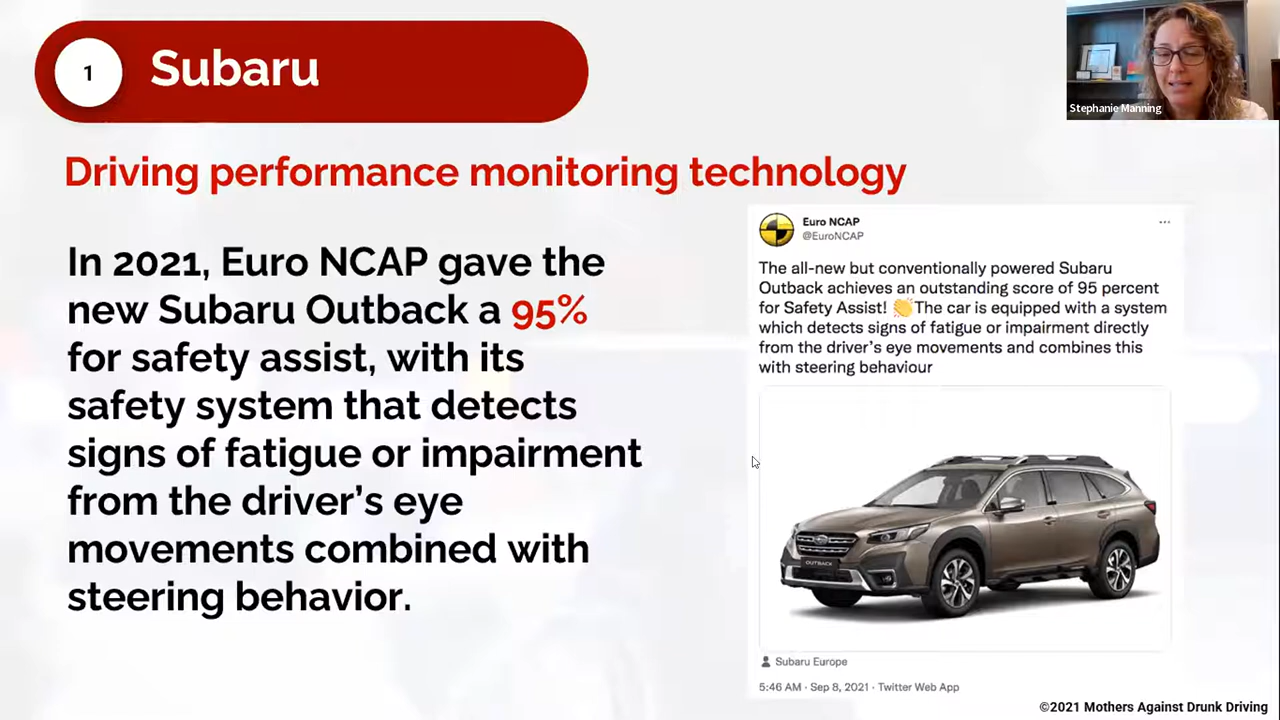 1
Subaru
Stephanie Manning
Driving performance monitoring technology
In 2021, Euro NCAP gave the
new Subaru Outback a 95%
for safety assist, with its
safety system that detects
signs of fatigue or impairment
from the driver's eye
movements combined with
steering behavior.
Euro NCAP
@EuroNCAP
The all-new but conventionally powered Subaru
Outback achieves an outstanding score of 95 percent
for Safety Assist! 👏The car is equipped with a system
which detects signs of fatigue or impairment directly
from the driver's eye movements and combines this
with steering behaviour
OUTBACK
Subaru Europe
5:46 AM · Sep 8, 2021 · Twitter Web App
©2021 Mothers Against Drunk Driving